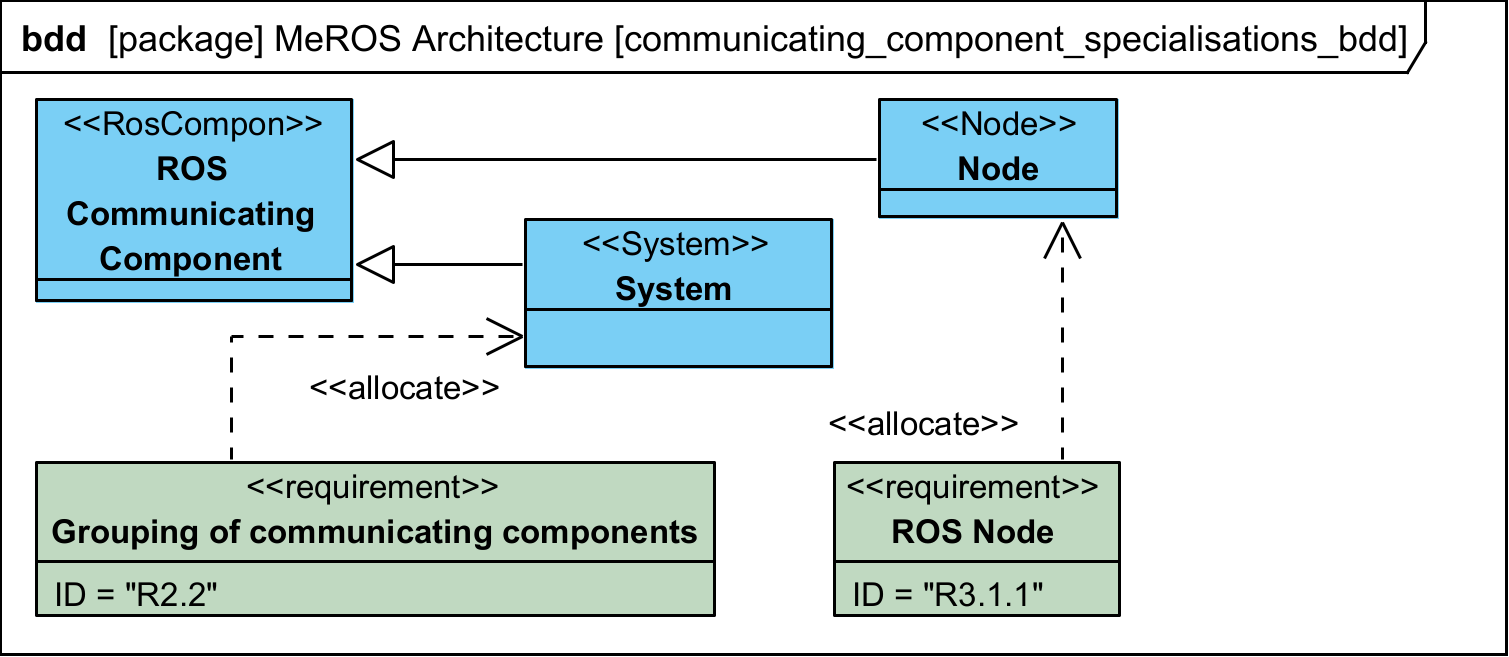 bdd [package] MeROS Architecture [communicating_component_specialisations_bdd]
<<RosCompon>>
ROS
Communicating
Component
<<Node>>
Node
<<System>>
System
<<allocate>>
<<allocate>>
<<requirement>>
Grouping of communicating components
ID = "R2.2"
<<requirement>>
ROS Node
ID = "R3.1.1"